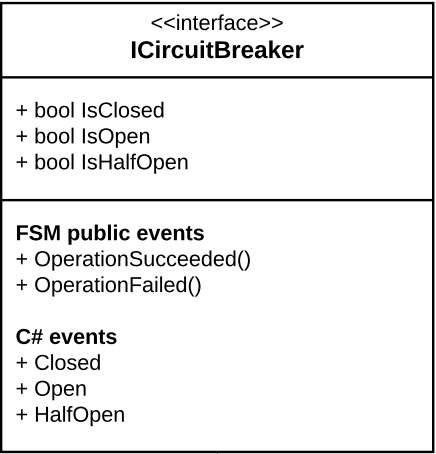 <<interface>>
ICircuitBreaker
+ bool IsClosed
+ bool IsOpen
+ bool IsHalfOpen
FSM public events
+ OperationSucceeded()
+ OperationFailed()
C# events
+ Closed
+ Open
+ HalfOpen